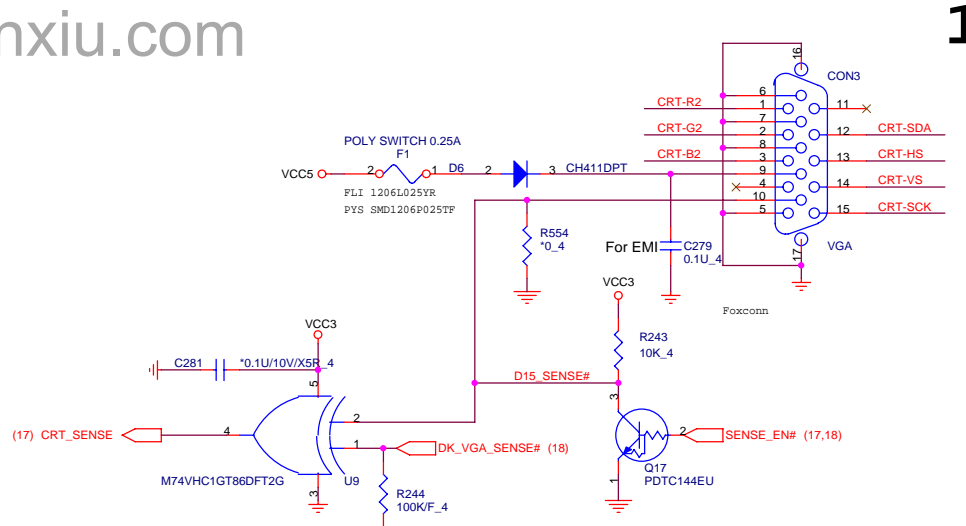 nxiu.com
1
16
CON3
6
CRT-R2
1
11
7
CRT-G2
2
12
CRT-SDA
8
CRT-B2
3
13
CRT-HS
9
4
14
CRT-VS
10
5
15
CRT-SCK
17
VGA
POLY SWITCH 0.25A
F1
VCC5
2
1
D6
2
3
CH411DPT
FLI 1206L025YR
PYS SMD1206P025TF
R554
*0_4
For EMI
C279
0.1U_4
Foxconn
VCC3
R243
10K_4
VCC3
C281
*0.1U/10V/X5R_4
5
D15_SENSE#
3
2
(17) CRT_SENSE
4
1
DK_VGA_SENSE# (18)
2
SENSE_EN# (17,18)
M74VHC1GT86DFT2G
3
U9
1
Q17
PDTC144EU
R244
100K/F_4